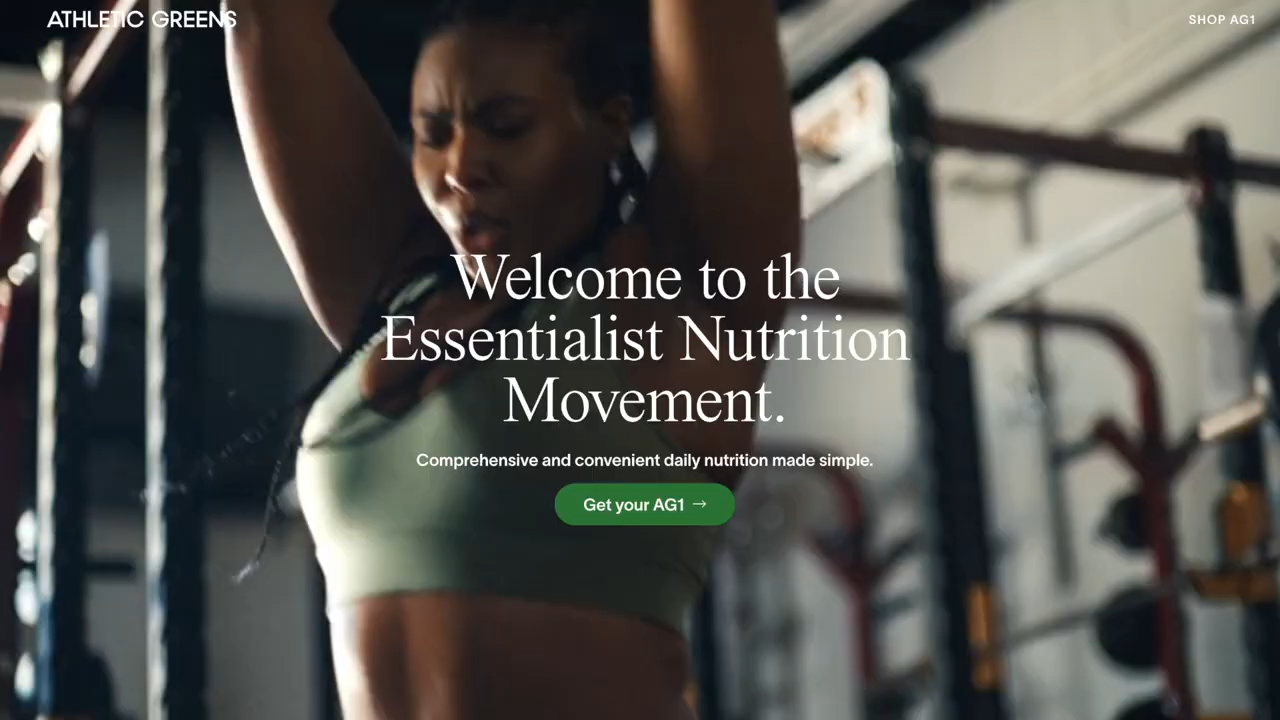 ATHLETIC GREENS
SHOP AG1
Welcome to the
Essentialist Nutrition
Movement.
Comprehensive and convenient daily nutrition made simple.
Get your AG1 →